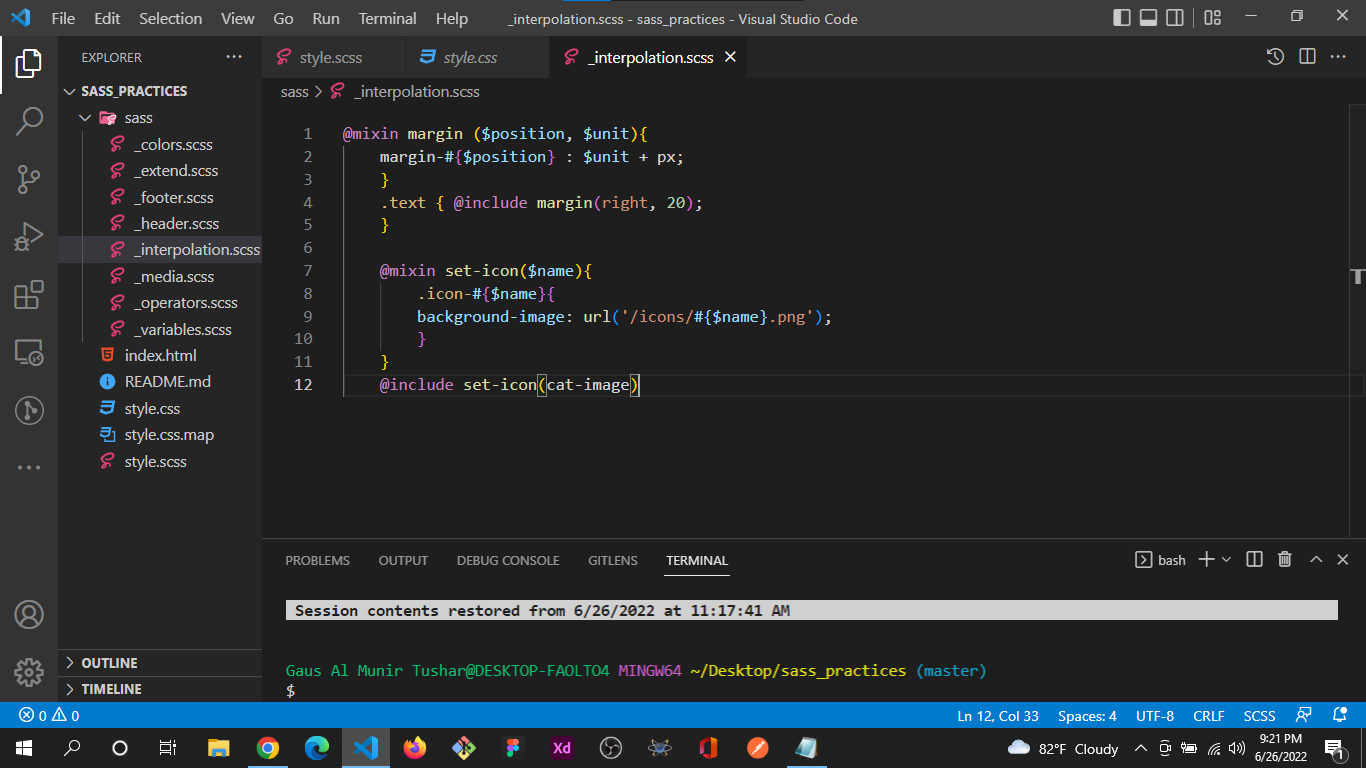 File Edit Selection View Go Run Terminal Help
_interpolation.scss - sass_practices - Visual Studio Code
EXPLORER
SASS_PRACTICES
sass
_colors.scss
_extend.scss
_footer.scss
_header.scss
_interpolation.scss
_media.scss
_operators.scss
_variables.scss
index.html
README.md
style.css
style.css.map
style.scss
OUTLINE
TIMELINE
style.scss style.css _interpolation.scss
sass > _interpolation.scss
1 @mixin margin ($position, $unit){
2 margin-#{$position} : $unit + px;
3 }
4 .text { @include margin(right, 20);
5 }
6
7 @mixin set-icon($name){
8 .icon-#{$name}{
9 background-image: url('/icons/#{$name}.png');
10 }
11 }
12 @include set-icon(cat-image)
PROBLEMS OUTPUT DEBUG CONSOLE GITLENS TERMINAL
bash
Session contents restored from 6/26/2022 at 11:17:41 AM
Gaus Al Munir Tushar@DESKTOP-FAOLTO4 MINGW64 ~/Desktop/sass_practices (master)
$
0 0
Ln 12, Col 33 Spaces: 4 UTF-8 CRLF SCSS
Xd
82°F Cloudy
9:21 PM
6/26/2022
1